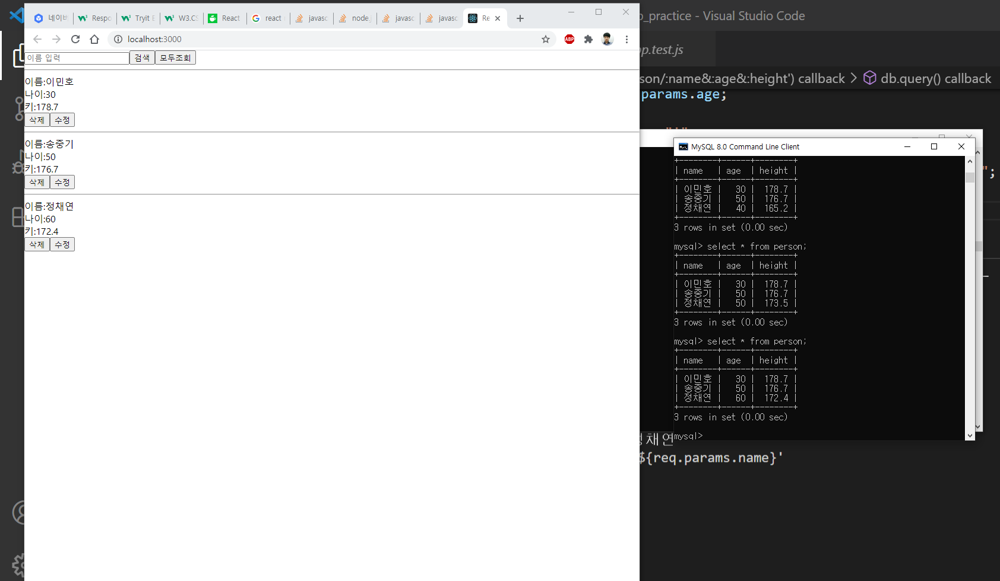 네이버
Respo
Tryit E
W3.CS
React
react
javasc
node.j
javasc
javasc
Re
localhost:3000
ABP
이름 입력
검색
모두조회
이름:이민호
나이:30
키:178.7
삭제
수정
이름:송중기
나이:50
키:176.7
삭제
수정
이름:정채연
나이:60
키:172.4
삭제
수정
_practice - Visual Studio Code
p.test.js
son/:name&:age&:height') callback > db.query() callback
params.age;
";
MySQL 8.0 Command Line Client
+--------+------+--------+
| name   | age  | height |
+--------+------+--------+
| 이민호 |   30 |  178.7 |
| 송중기 |   50 |  176.7 |
| 정채연 |   40 |  165.2 |
+--------+------+--------+
3 rows in set (0.00 sec)
mysql> select * from person;
+--------+------+--------+
| name   | age  | height |
+--------+------+--------+
| 이민호 |   30 |  178.7 |
| 송중기 |   50 |  176.7 |
| 정채연 |   50 |  173.5 |
+--------+------+--------+
3 rows in set (0.00 sec)
mysql> select * from person;
+--------+------+--------+
| name   | age  | height |
+--------+------+--------+
| 이민호 |   30 |  178.7 |
| 송중기 |   50 |  176.7 |
| 정채연 |   60 |  172.4 |
+--------+------+--------+
3 rows in set (0.00 sec)
mysql>
채연
${req.params.name}'